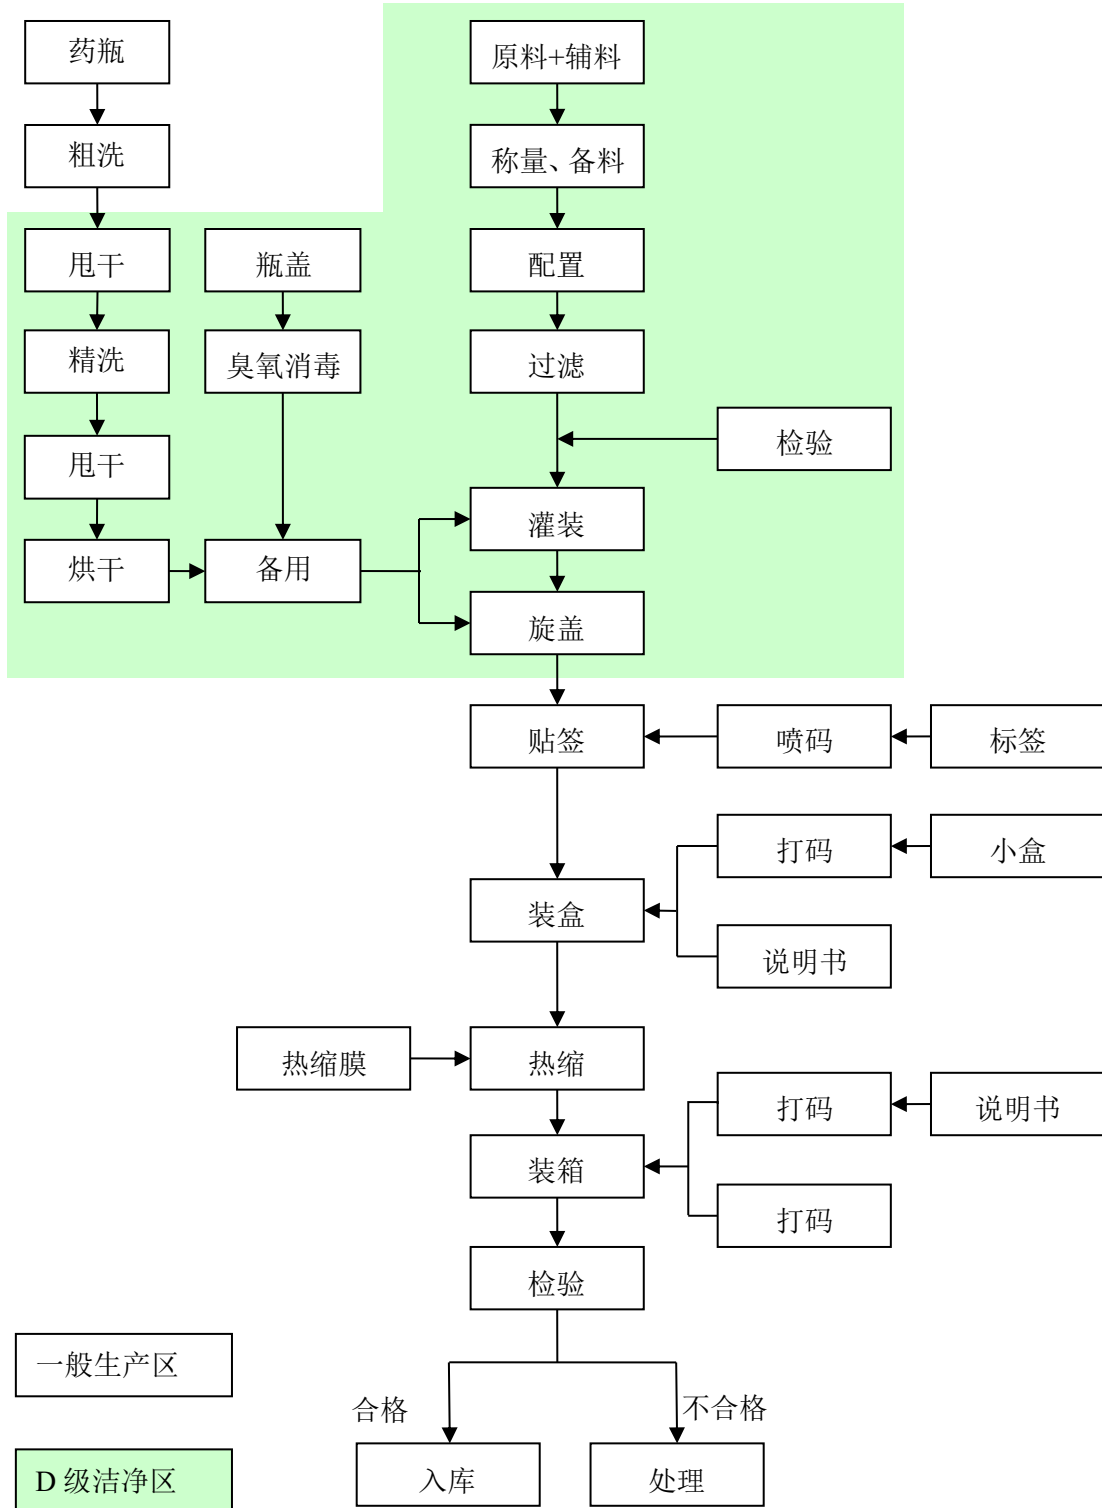 药瓶
原料+辅料
粗洗
称量、备料
甩干
瓶盖
配置
精洗
臭氧消毒
过滤
检验
甩干
灌装
烘干
备用
旋盖
贴签
喷码
标签
打码
小盒
装盒
说明书
热缩膜
热缩
打码
说明书
装箱
打码
检验
一般生产区
合格
不合格
D 级洁净区
入库
处理